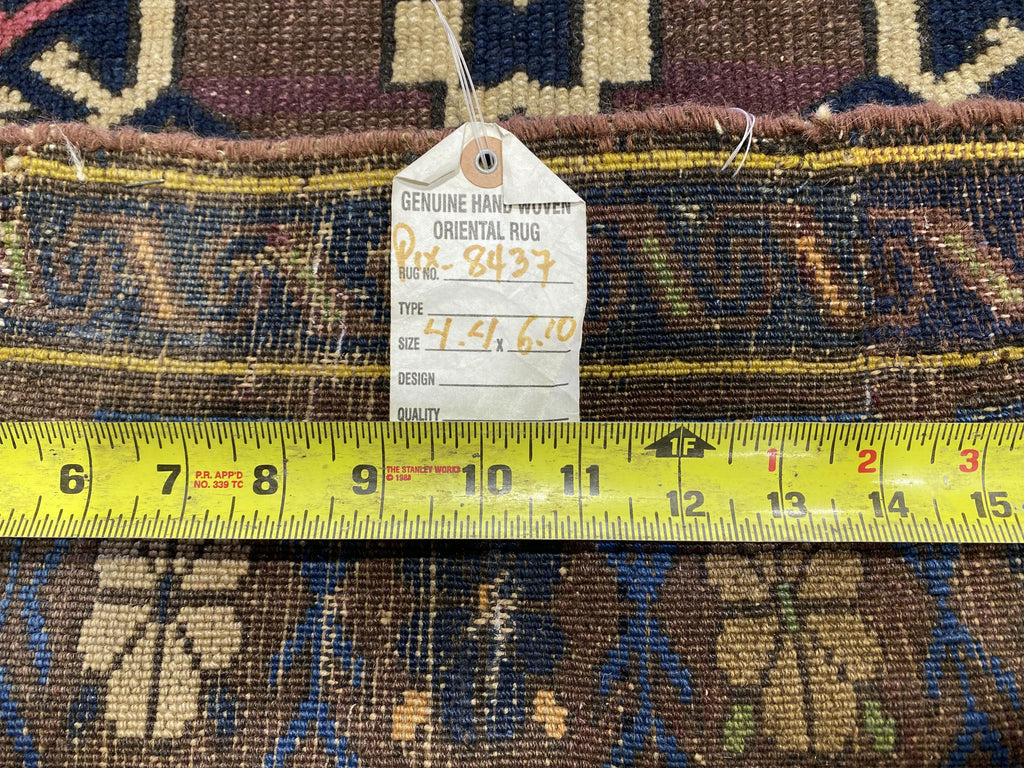 GENUINE HAND WOVEN
ORIENTAL RUG
RUG NO. Pix-8437
TYPE
SIZE 4.4 X 6.10
DESIGN
QUALITY
1F 1 2 3
6 7 P.R. APP'D 8 9 THE STANLEY WORKS 10 11 12 13 14 15
NO. 339 TC © 1988